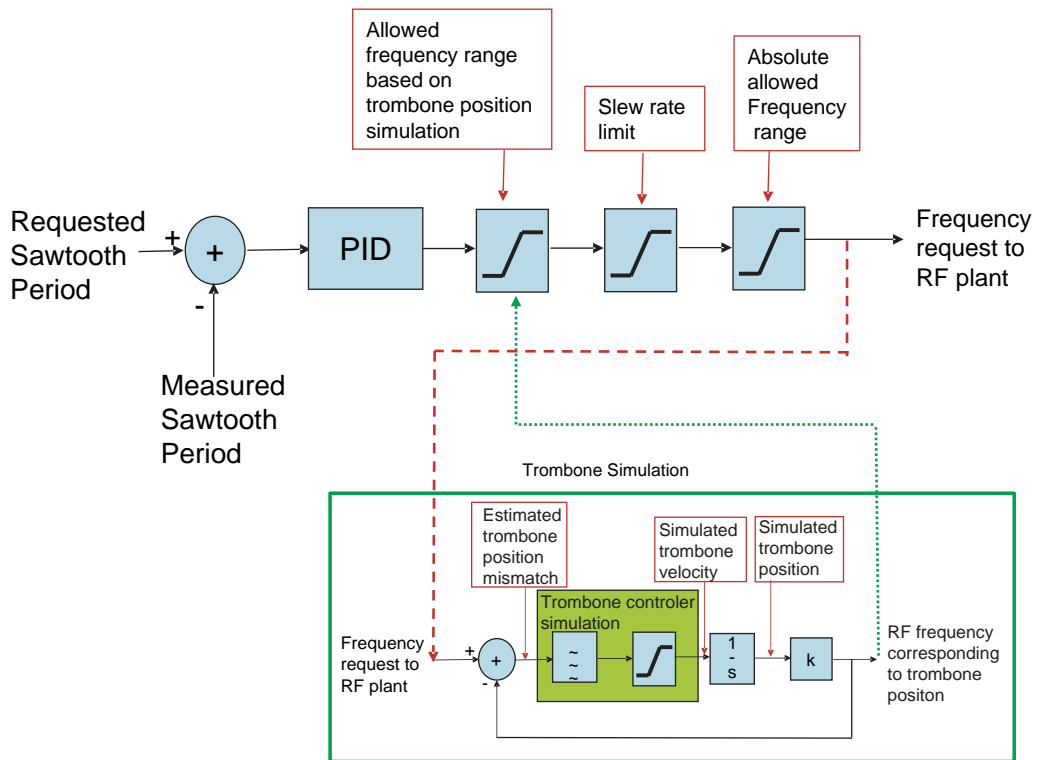 Allowed
frequency range
based on
trombone position
simulation
Slew rate
limit
Absolute
allowed
Frequency
range
Requested
Sawtooth
Period
+
+
-
PID
Frequency
request to
RF plant
Measured
Sawtooth
Period
Trombone Simulation
Estimated
trombone
position
mismatch
Simulated
trombone
velocity
Simulated
trombone
position
Trombone controler
simulation
Frequency
request to
RF plant
+
+
-
~
~
~
1
-
s
k
RF frequency
corresponding
to trombone
positon